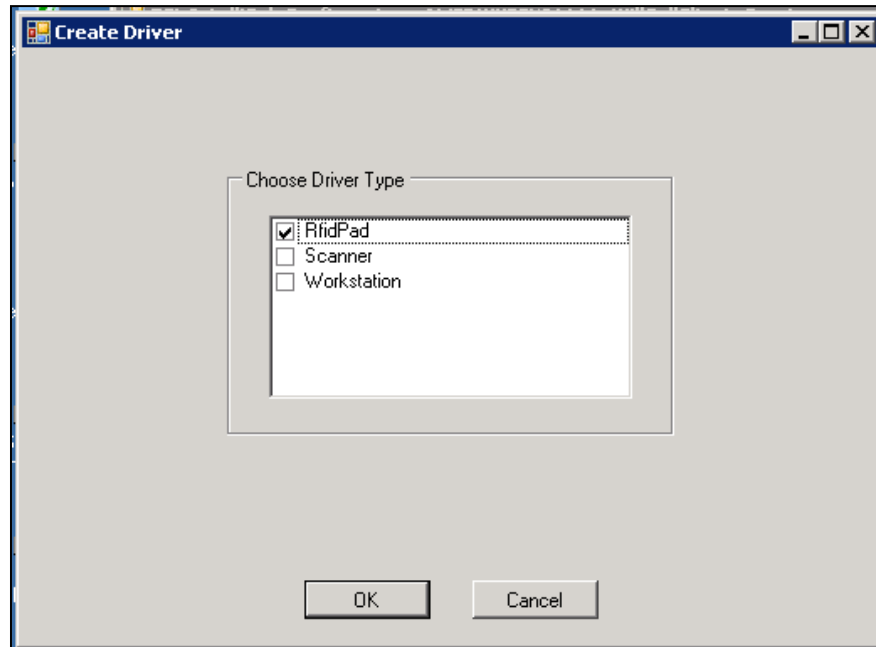 Create Driver
Choose Driver Type
RfidPad
Scanner
Workstation
OK
Cancel